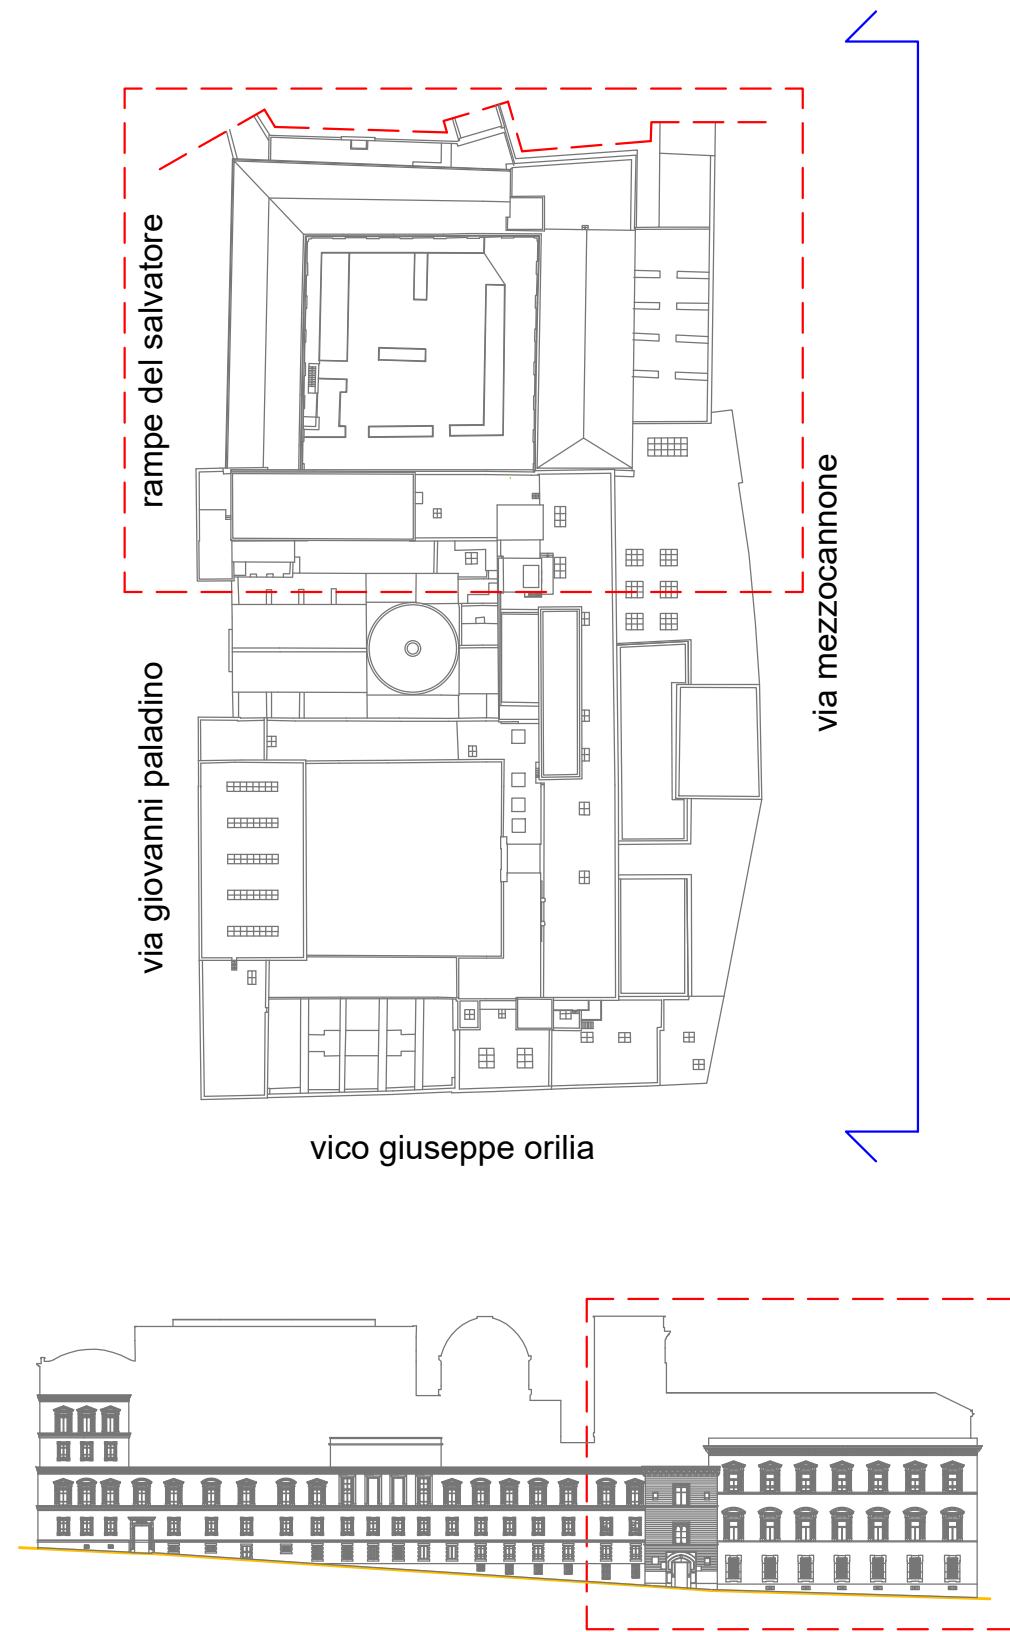 rampe del salvatore
via mezzocannone
via giovanni paladino
vico giuseppe orilia